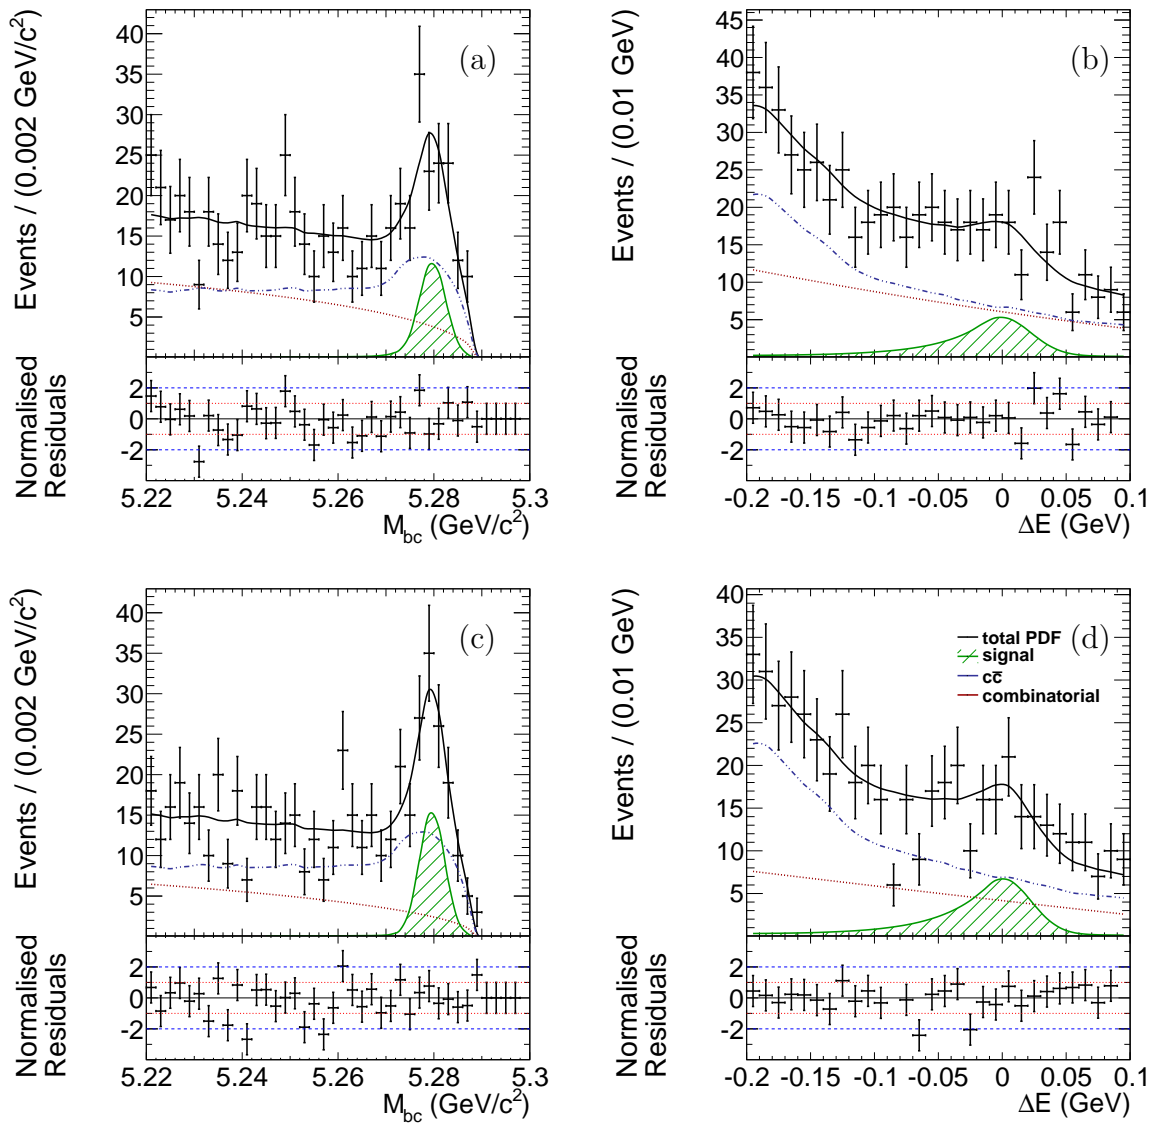 Events / (0.002 GeV/c²)
40
35
30
25
20
15
10
5
(a)
Normalised
Residuals
2
0
-2
5.22 5.24 5.26 5.28 5.3
M_bc (GeV/c²)
Events / (0.01 GeV)
45
40
35
30
25
20
15
10
5
(b)
Normalised
Residuals
2
0
-2
-0.2 -0.15 -0.1 -0.05 0 0.05 0.1
ΔE (GeV)
Events / (0.002 GeV/c²)
40
35
30
25
20
15
10
5
(c)
Normalised
Residuals
2
0
-2
5.22 5.24 5.26 5.28 5.3
M_bc (GeV/c²)
Events / (0.01 GeV)
40
35
30
25
20
15
10
5
total PDF
signal
cc̅
combinatorial
(d)
Normalised
Residuals
2
0
-2
-0.2 -0.15 -0.1 -0.05 0 0.05 0.1
ΔE (GeV)